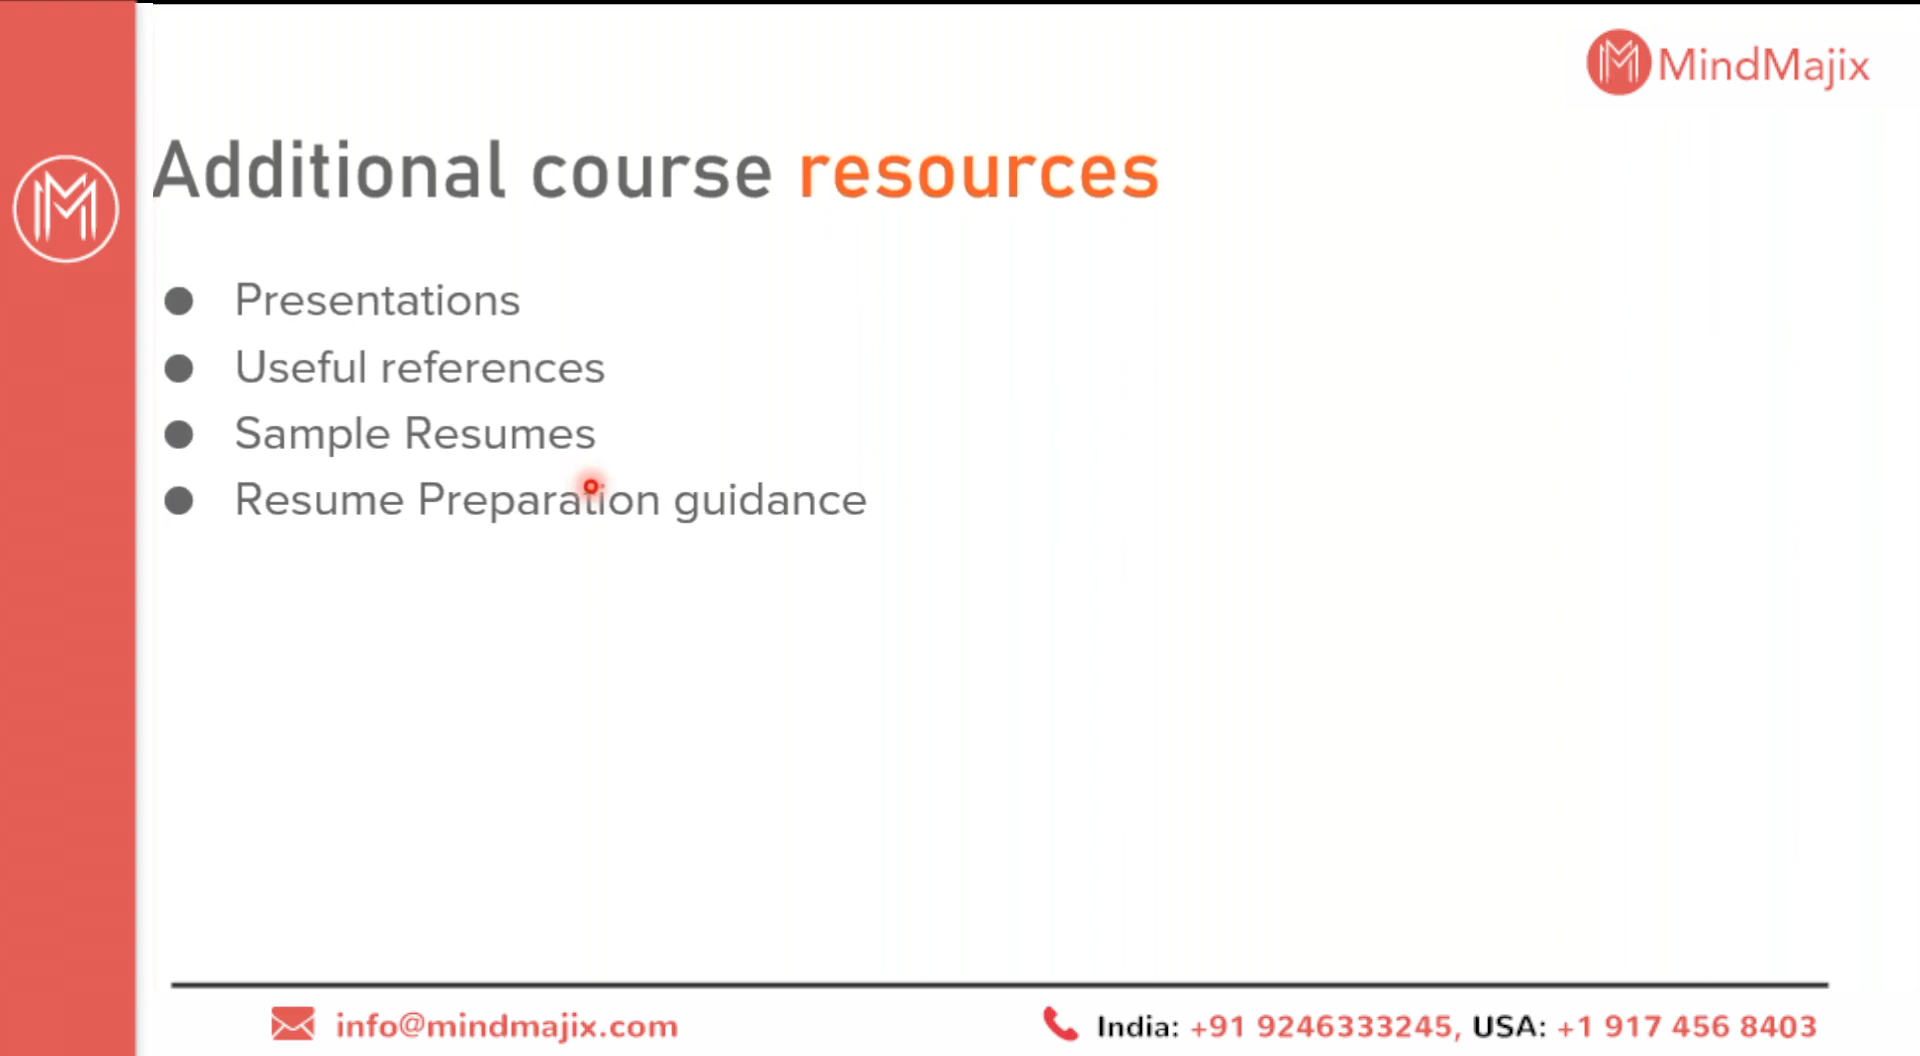 MindMajix
Additional course resources
Presentations
Useful references
Sample Resumes
Resume Preparation guidance
info@mindmajix.com
India: +91 9246333245, USA: +1 917 456 8403